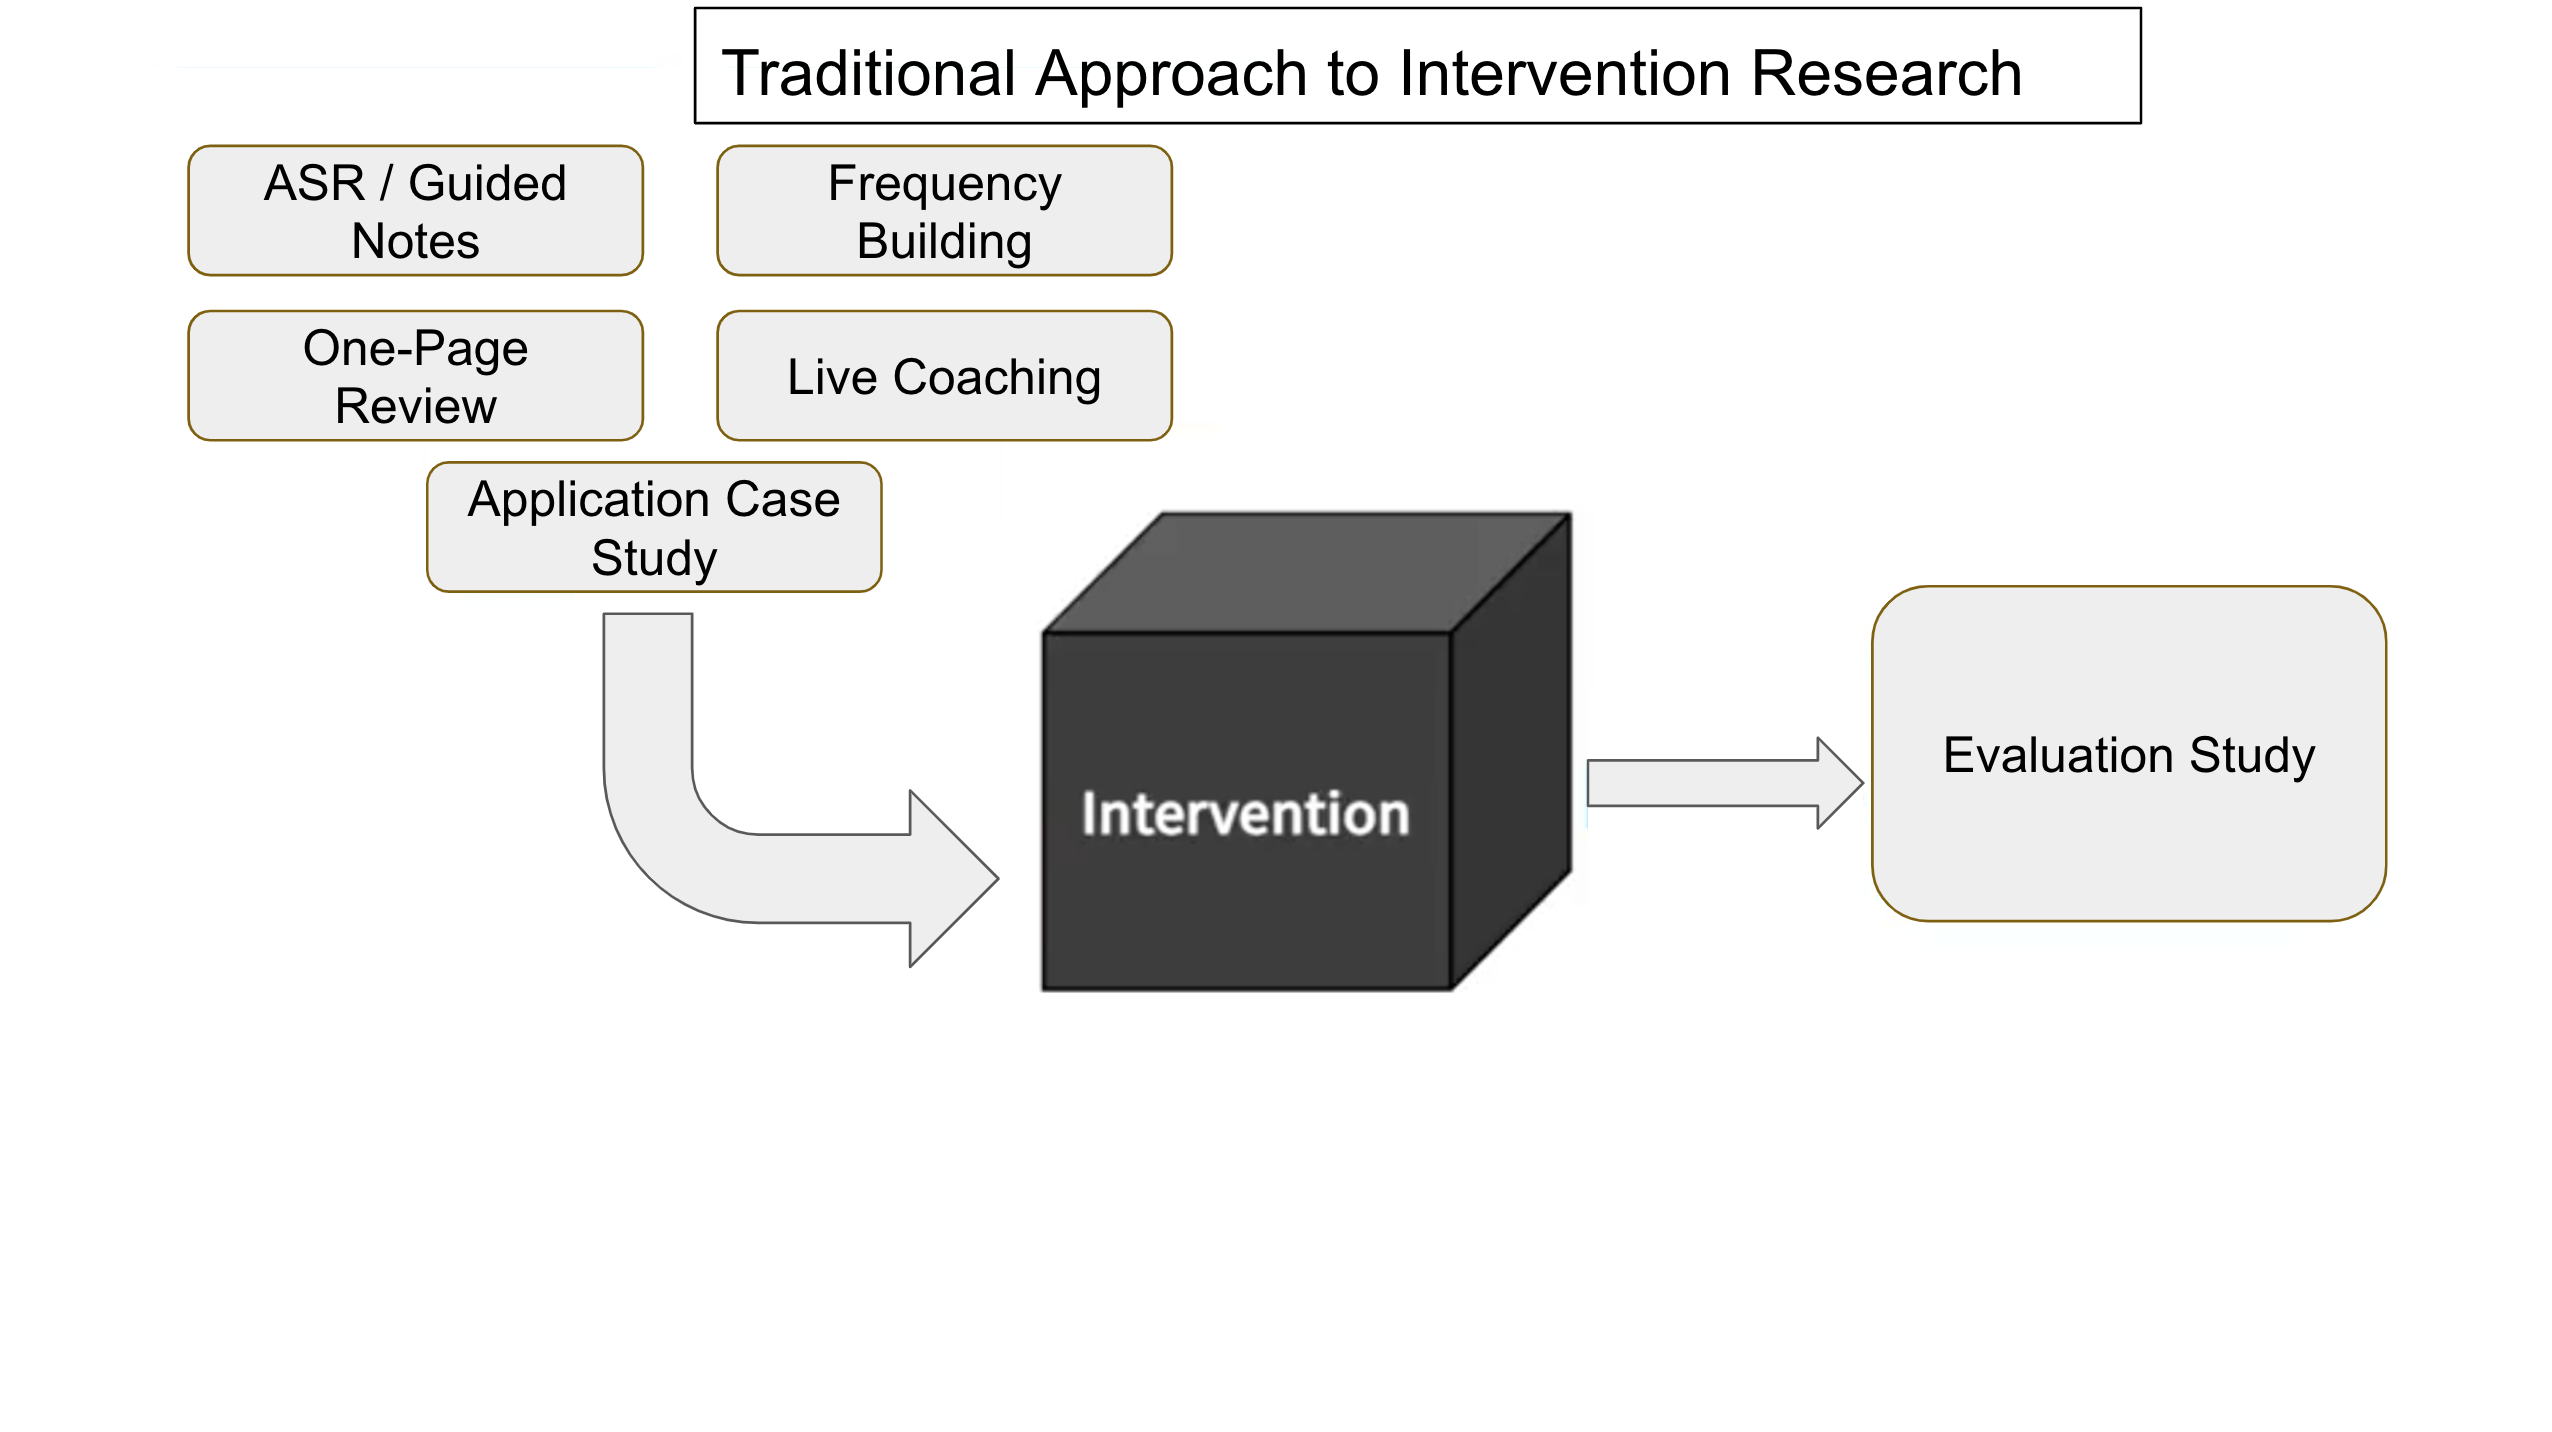 Traditional Approach to Intervention Research
ASR / Guided
Notes
Frequency
Building
One-Page
Review
Live Coaching
Application Case
Study
Intervention
Evaluation Study